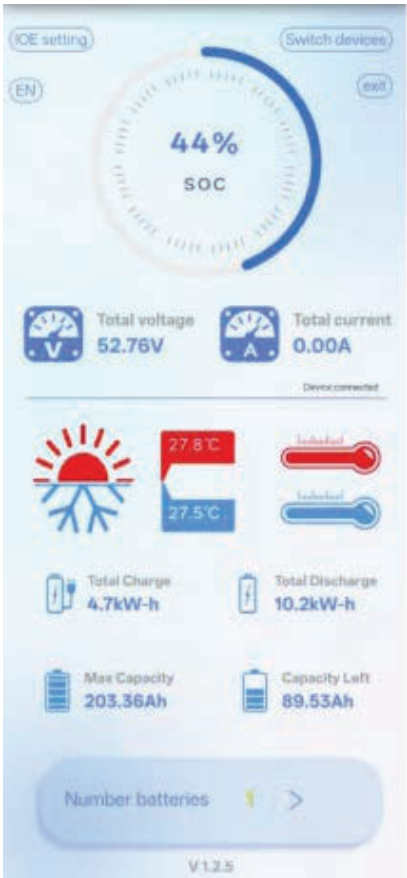 IOE setting
Switch devices
EN
exit
44%
SOC
Total voltage
52.76V
V
Total current
0.00A
A
Device connected
27.8℃
27.5℃
Total Charge
4.7kW-h
Total Discharge
10.2kW-h
Max Capacity
203.36Ah
Capacity Left
89.53Ah
Number batteries 1 >
V 1.2.5